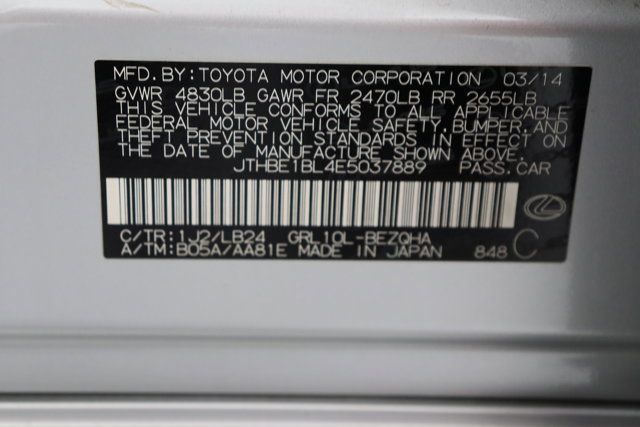 MFD. BY: TOYOTA MOTOR CORPORATION 03/14
GVWR 4830LB GAWR FR 2470LB RR 2655LB
THIS VEHICLE CONFORMS TO ALL APPLICABLE
FEDERAL MOTOR VEHICLE SAFETY, BUMPER, AND
THEFT PREVENTION STANDARDS IN EFFECT ON
THE DATE OF MANUFACTURE SHOWN ABOVE.
JTHBE1BL4E5037889 PASS. CAR
C/TR: 1J2/LB24 GRL10L-BEZQHA
A/TM: B05A/AA81E MADE IN JAPAN 848 C